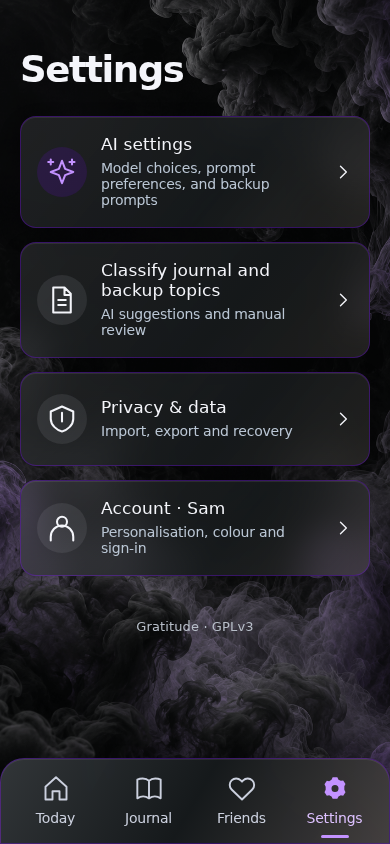 Settings
AI settings
Model choices, prompt
preferences, and backup
prompts
Classify journal and
backup topics
AI suggestions and manual
review
Privacy & data
Import, export and recovery
Account · Sam
Personalisation, colour and
sign-in
Gratitude · GPLv3
Today
Journal
Friends
Settings